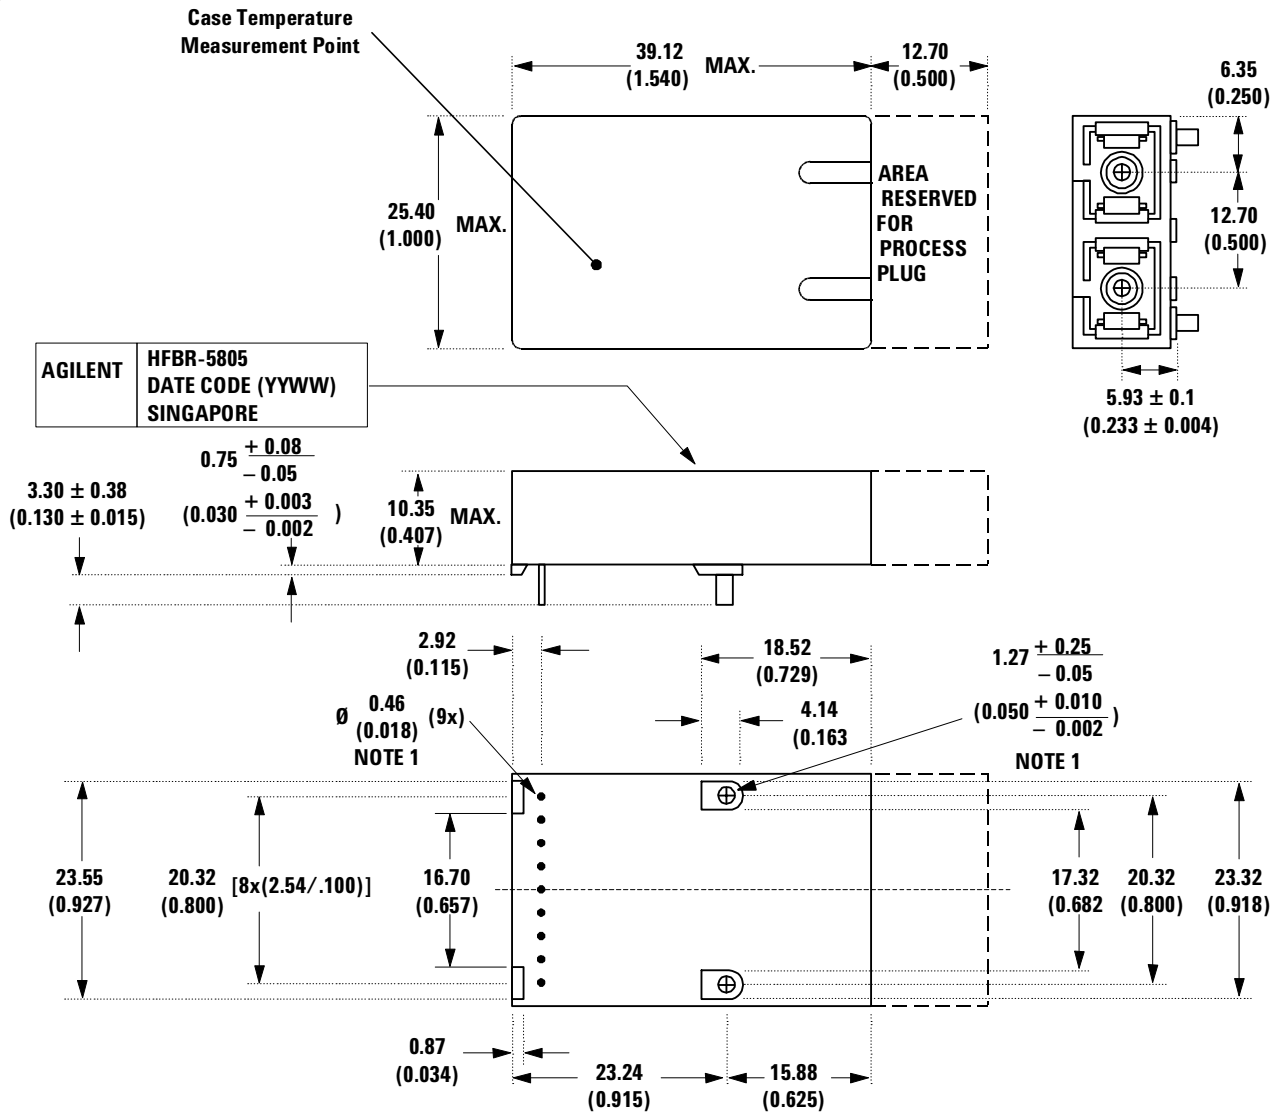 Case Temperature
Measurement Point
39.12
(1.540)
MAX.
12.70
(0.500)
6.35
(0.250)
25.40
(1.000)
MAX.
AREA
RESERVED
FOR
PROCESS
PLUG
12.70
(0.500)
5.93 ± 0.1
(0.233 ± 0.004)
AGILENT
HFBR-5805
DATE CODE (YYWW)
SINGAPORE
0.75 + 0.08
– 0.05
(0.030 + 0.003
– 0.002 )
3.30 ± 0.38
(0.130 ± 0.015)
10.35
(0.407)
MAX.
2.92
(0.115)
18.52
(0.729)
1.27 + 0.25
– 0.05
(0.050 + 0.010
– 0.002 )
NOTE 1
Ø 0.46
(0.018) (9x)
NOTE 1
4.14
(0.163
23.55
(0.927)
20.32
(0.800)
[8x(2.54/.100)]
16.70
(0.657)
17.32
(0.682
20.32
(0.800)
23.32
(0.918)
0.87
(0.034)
23.24
(0.915)
15.88
(0.625)